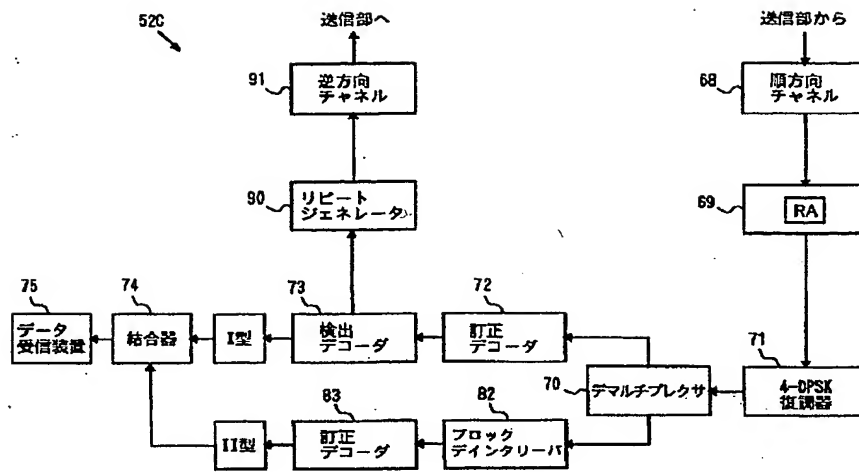 52C
送信部へ
送信部から
91
逆方向
チャネル
68
順方向
チャネル
90
リピート
ジェネレータ
69
RA
75
データ
受信装置
74
結合器
I型
73
検出
デコーダ
72
訂正
デコーダ
70
デマルチプレクサ
71
4-DPSK
復調器
II型
83
訂正
デコーダ
82
ブロック
デインタリーバ